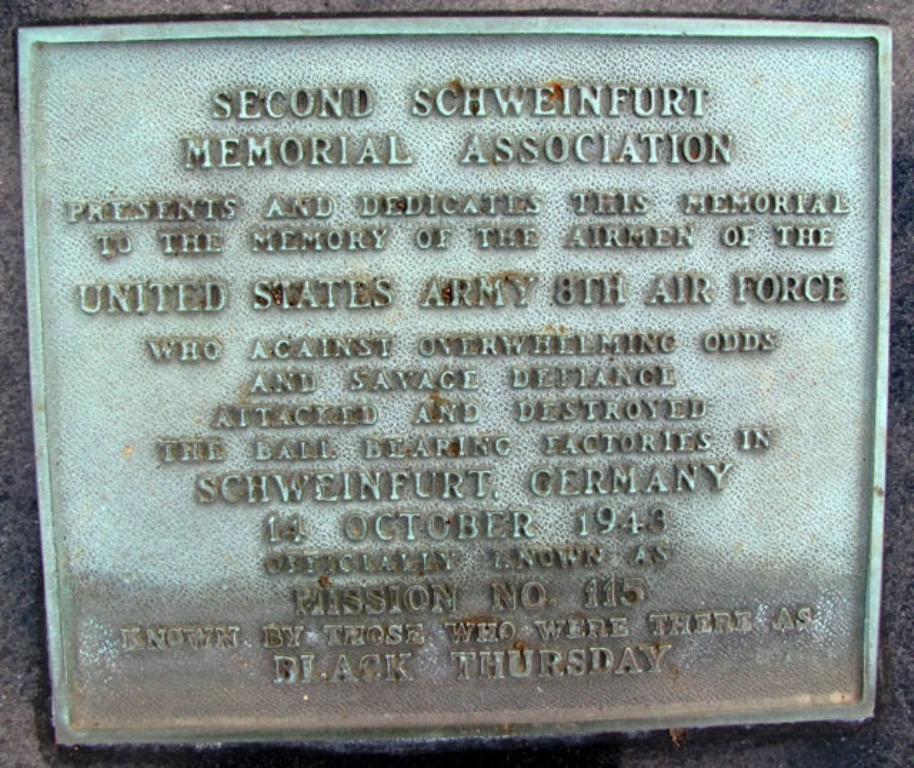 SECOND SCHWEINFURT
MEMORIAL ASSOCIATION
PRESENTS AND DEDICATES THIS MEMORIAL
TO THE MEMORY OF THE AIRMEN OF THE
UNITED STATES ARMY 8TH AIR FORCE
WHO AGAINST OVERWHELMING ODDS
AND SAVAGE DEFIANCE
ATTACKED AND DESTROYED
THE BALL BEARING FACTORIES IN
SCHWEINFURT, GERMANY
14 OCTOBER 1943
OFFICIALLY KNOWN AS
MISSION NO. 115
KNOWN BY THOSE WHO WERE THERE AS
BLACK THURSDAY